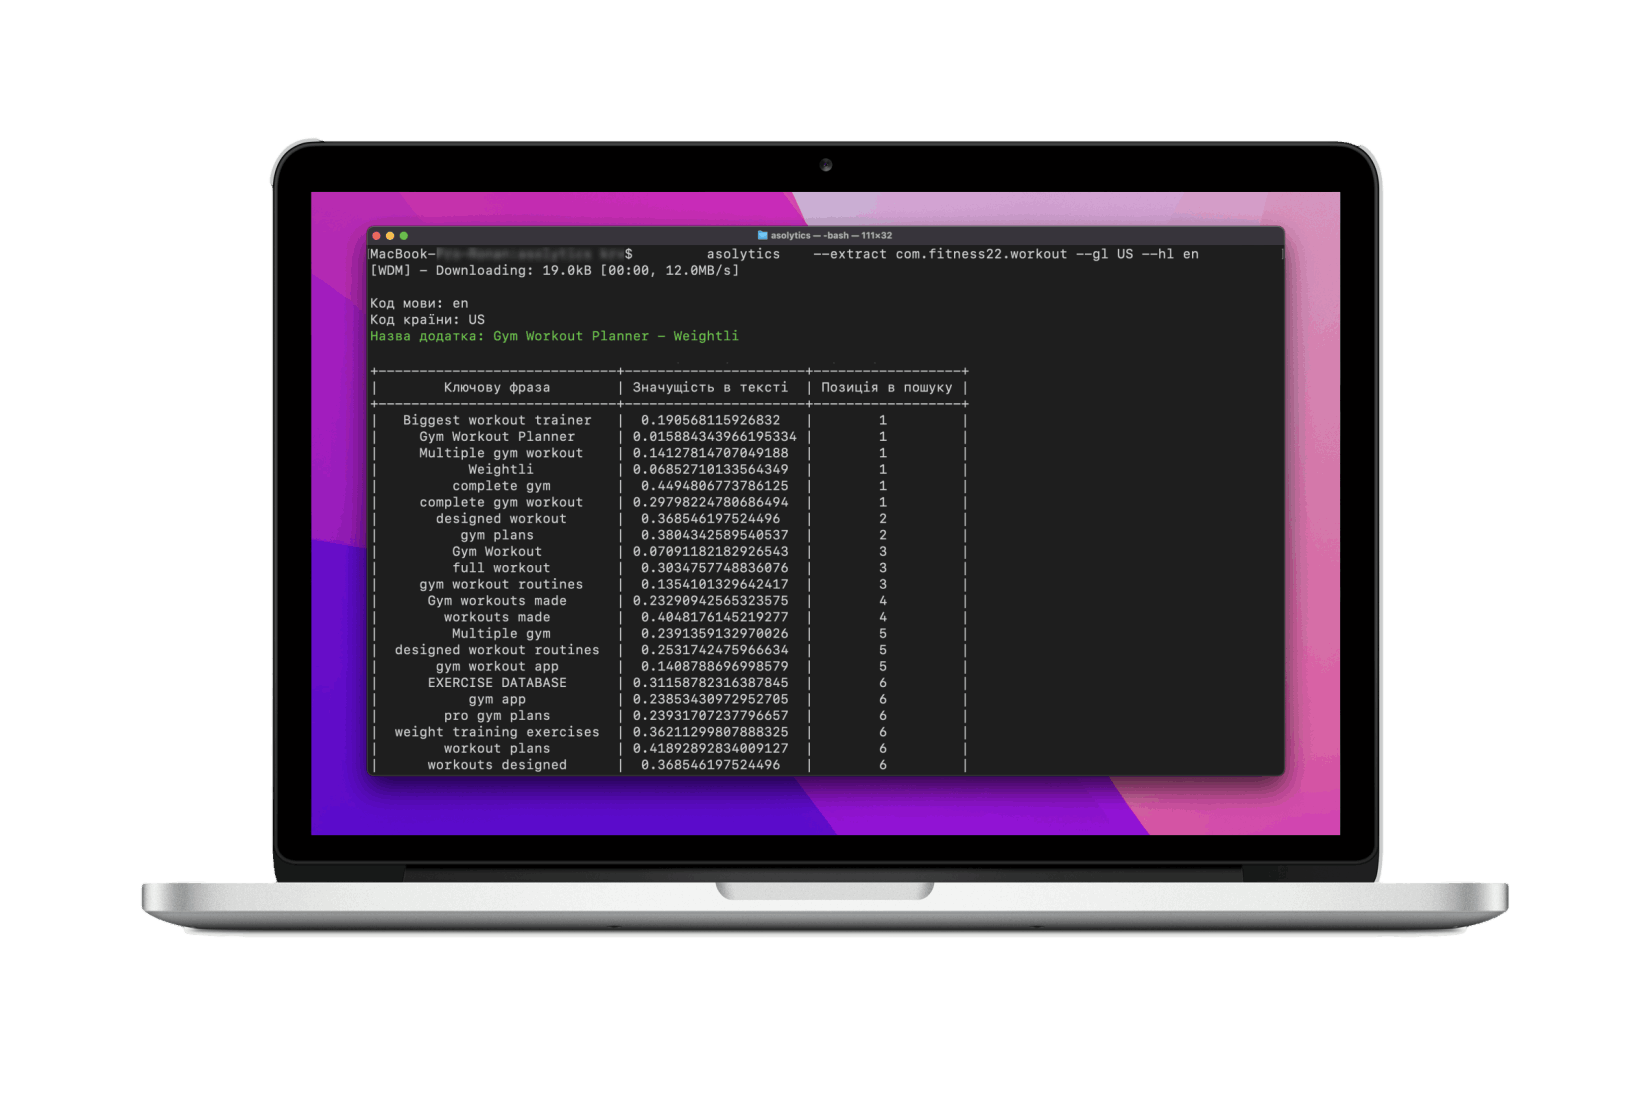 asolytics — -bash — 111×32
MacBook- $ asolytics --extract com.fitness22.workout --gl US --hl en
[WDM] - Downloading: 19.0kB [00:00, 12.0MB/s]
Код мови: en
Код країни: US
Назва додатка: Gym Workout Planner - Weightli
Ключову фраза | Значущість в тексті | Позиція в пошуку
Biggest workout trainer | 0.190568115926832 | 1
Gym Workout Planner | 0.015884343966195334 | 1
Multiple gym workout | 0.14127814707049188 | 1
Weightli | 0.06852710133564349 | 1
complete gym | 0.4494806773786125 | 1
complete gym workout | 0.29798224780686494 | 1
designed workout | 0.368546197524496 | 2
gym plans | 0.3804342589540537 | 2
Gym Workout | 0.07091182182926543 | 3
full workout | 0.3034757748836076 | 3
gym workout routines | 0.1354101329642417 | 3
Gym workouts made | 0.23290942565323575 | 4
workouts made | 0.4048176145219277 | 4
Multiple gym | 0.2391359132970026 | 5
designed workout routines | 0.2531742475966634 | 5
gym workout app | 0.1408788696998579 | 5
EXERCISE DATABASE | 0.31158782316387845 | 6
gym app | 0.23853430972952705 | 6
pro gym plans | 0.23931707237796657 | 6
weight training exercises | 0.36211299807888325 | 6
workout plans | 0.41892892834009127 | 6
workouts designed | 0.368546197524496 | 6